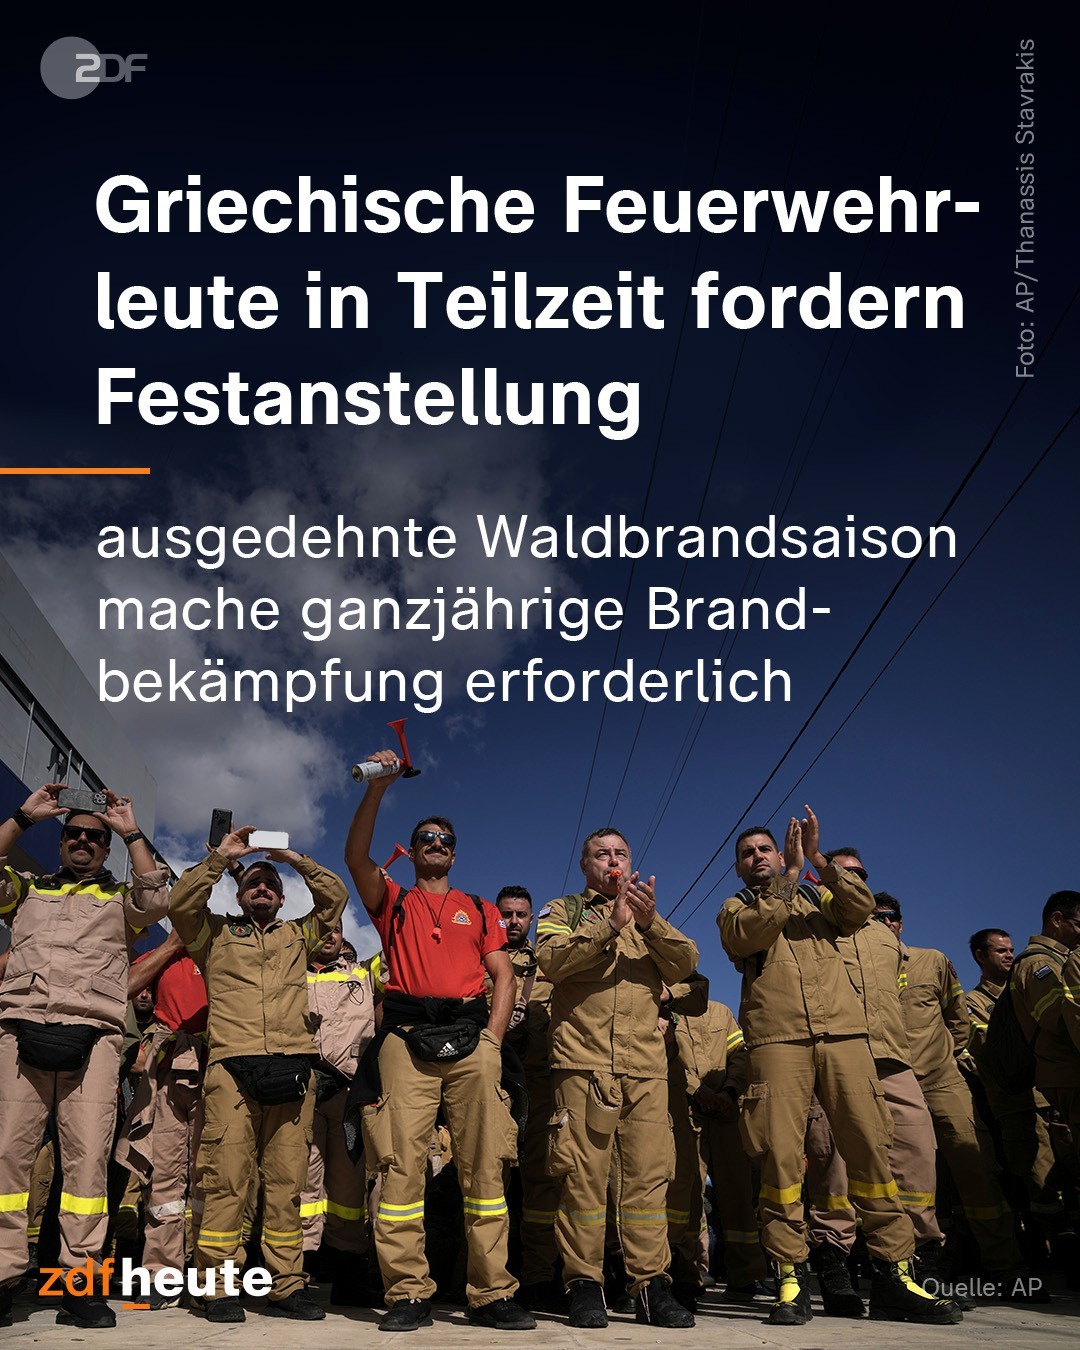 ZDF
Foto: AP/Thanassis Stavrakis
Griechische Feuerwehr-
leute in Teilzeit fordern
Festanstellung
ausgedehnte Waldbrandsaison
mache ganzjährige Brand-
bekämpfung erforderlich
adidas
zdfheute
Quelle: AP